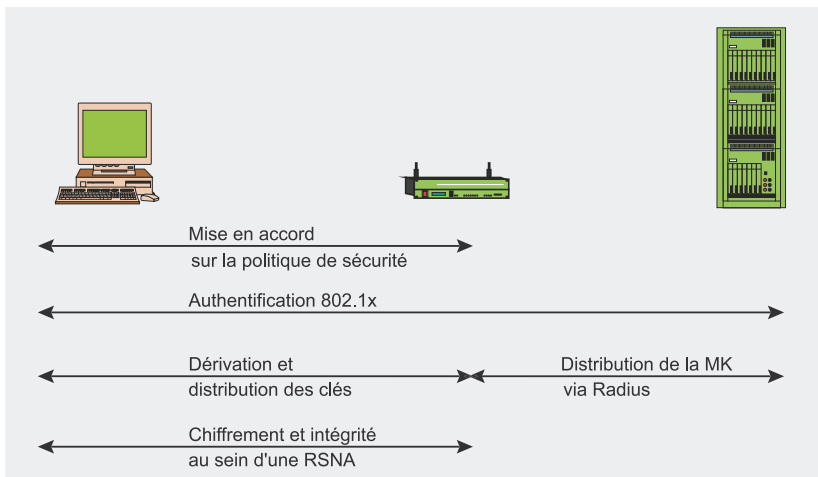 Mise en accord
sur la politique de sécurité
Authentification 802.1x
Dérivation et
distribution des clés
Distribution de la MK
via Radius
Chiffrement et intégrité
au sein d'une RSNA